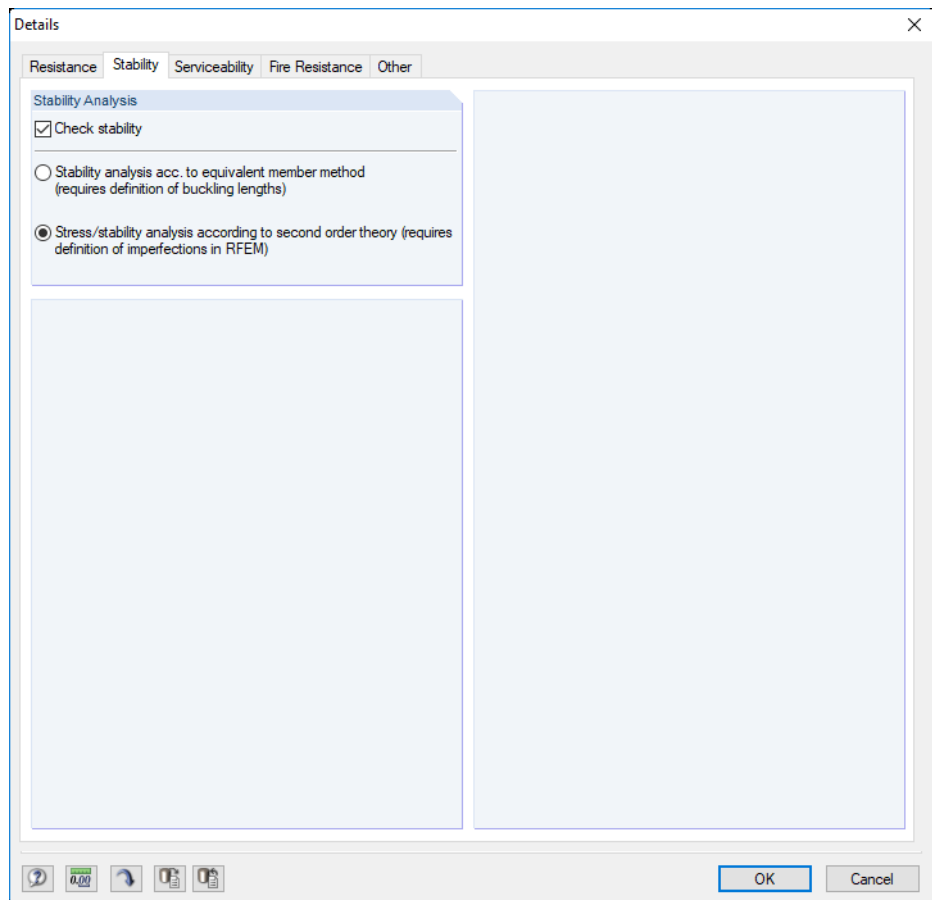 Details
Resistance Stability Serviceability Fire Resistance Other
Stability Analysis
Check stability
Stability analysis acc. to equivalent member method
(requires definition of buckling lengths)
Stress/stability analysis according to second order theory (requires
definition of imperfections in RFEM)
0.00
OK Cancel